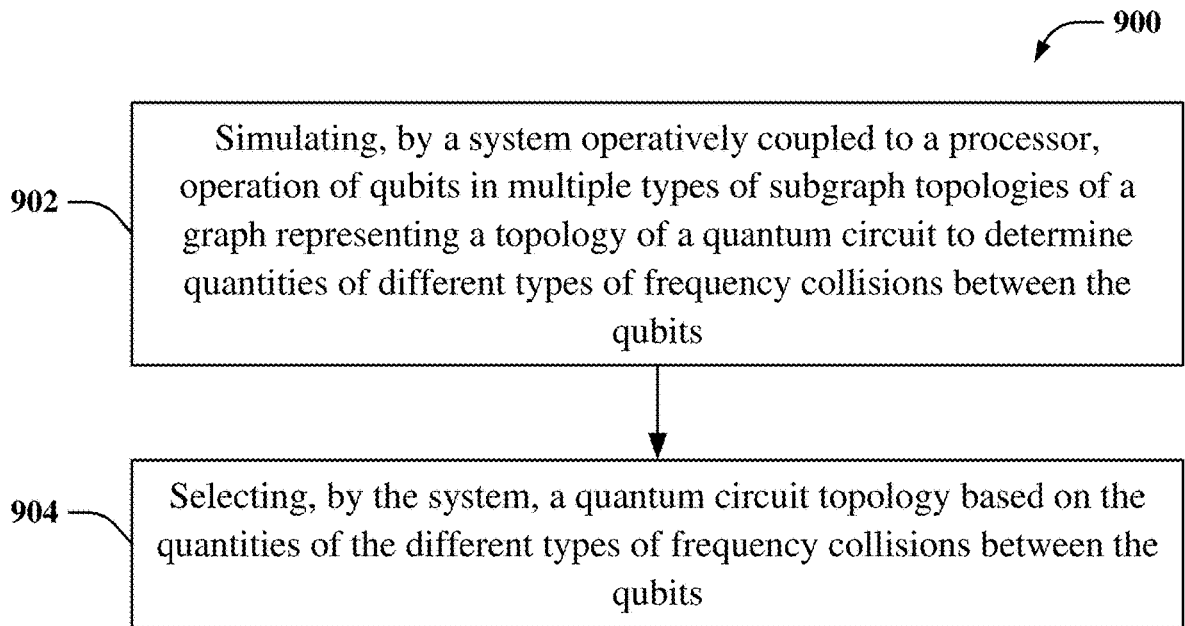 900
902
Simulating, by a system operatively coupled to a processor,
operation of qubits in multiple types of subgraph topologies of a
graph representing a topology of a quantum circuit to determine
quantities of different types of frequency collisions between the
qubits
904
Selecting, by the system, a quantum circuit topology based on the
quantities of the different types of frequency collisions between the
qubits